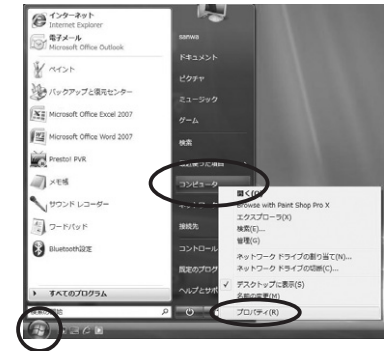 インターネット
Internet Explorer
電子メール
Microsoft Office Outlook
ペイント
バックアップと復元センター
Microsoft Office Excel 2007
Microsoft Office Word 2007
Presto! PVR
メモ帳
サウンド レコーダー
ワードパッド
Bluetooth設定
すべてのプログラム
sanwa
ドキュメント
ピクチャ
ミュージック
ゲーム
検索
コンピュータ
接続先
コントロール
既定のプログ
ヘルプとサポ
開く(O)
Browse with Paint Shop Pro X
エクスプローラ(X)
検索(E)...
管理(G)
ネットワーク ドライブの割り当て(N)...
ネットワーク ドライブの切断(C)...
デスクトップに表示(S)
名前の変更(M)
プロパティ(R)